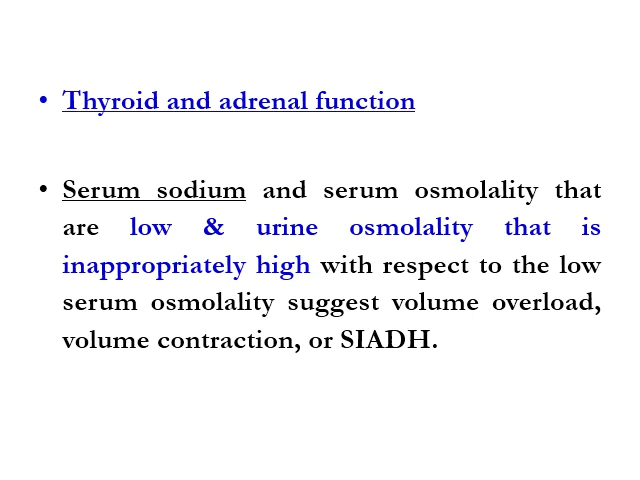 • Thyroid and adrenal function
• Serum sodium and serum osmolality that
are low & urine osmolality that is
inappropriately high with respect to the low
serum osmolality suggest volume overload,
volume contraction, or SIADH.